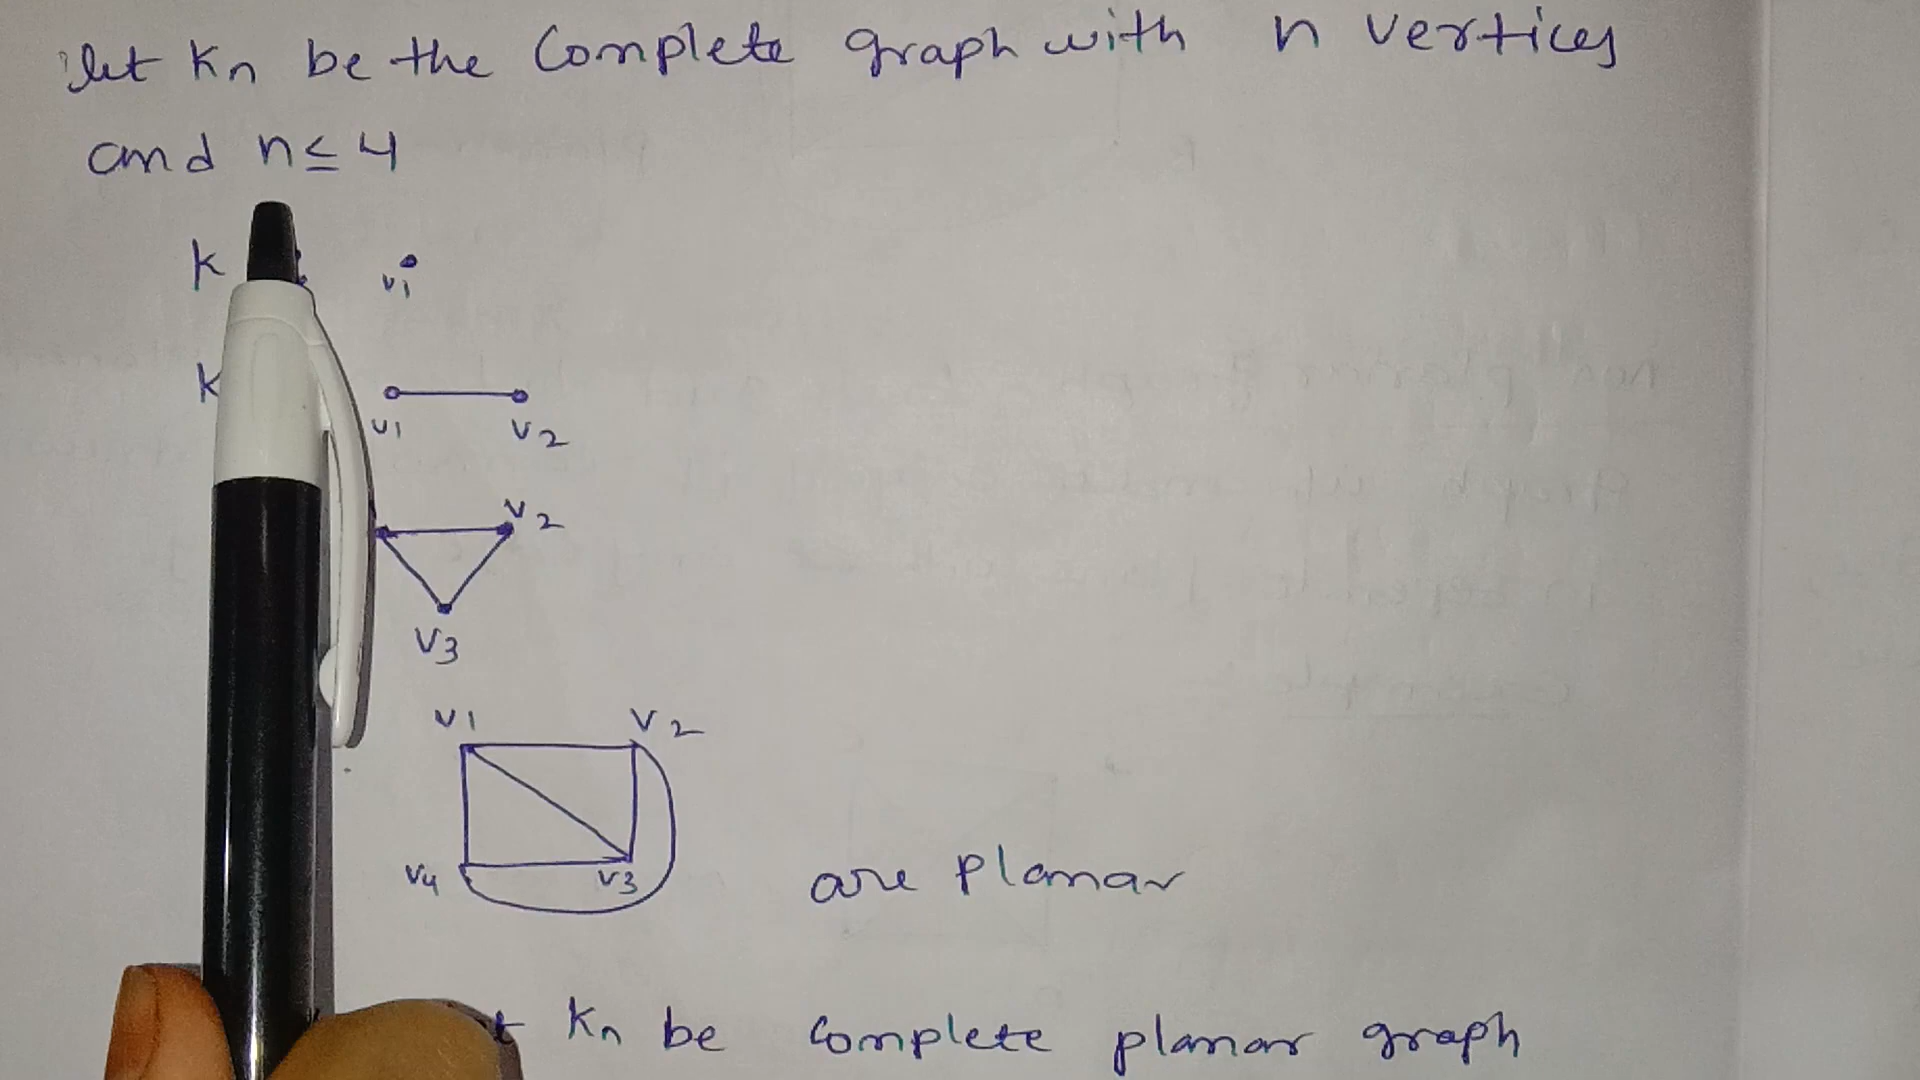 let Kn be the Complete graph with n vertices
and n ≤ 4
K
v1
K
v1 v2
v2
v3
v1 v2
v4 v3
are planar
Kn be complete planar graph